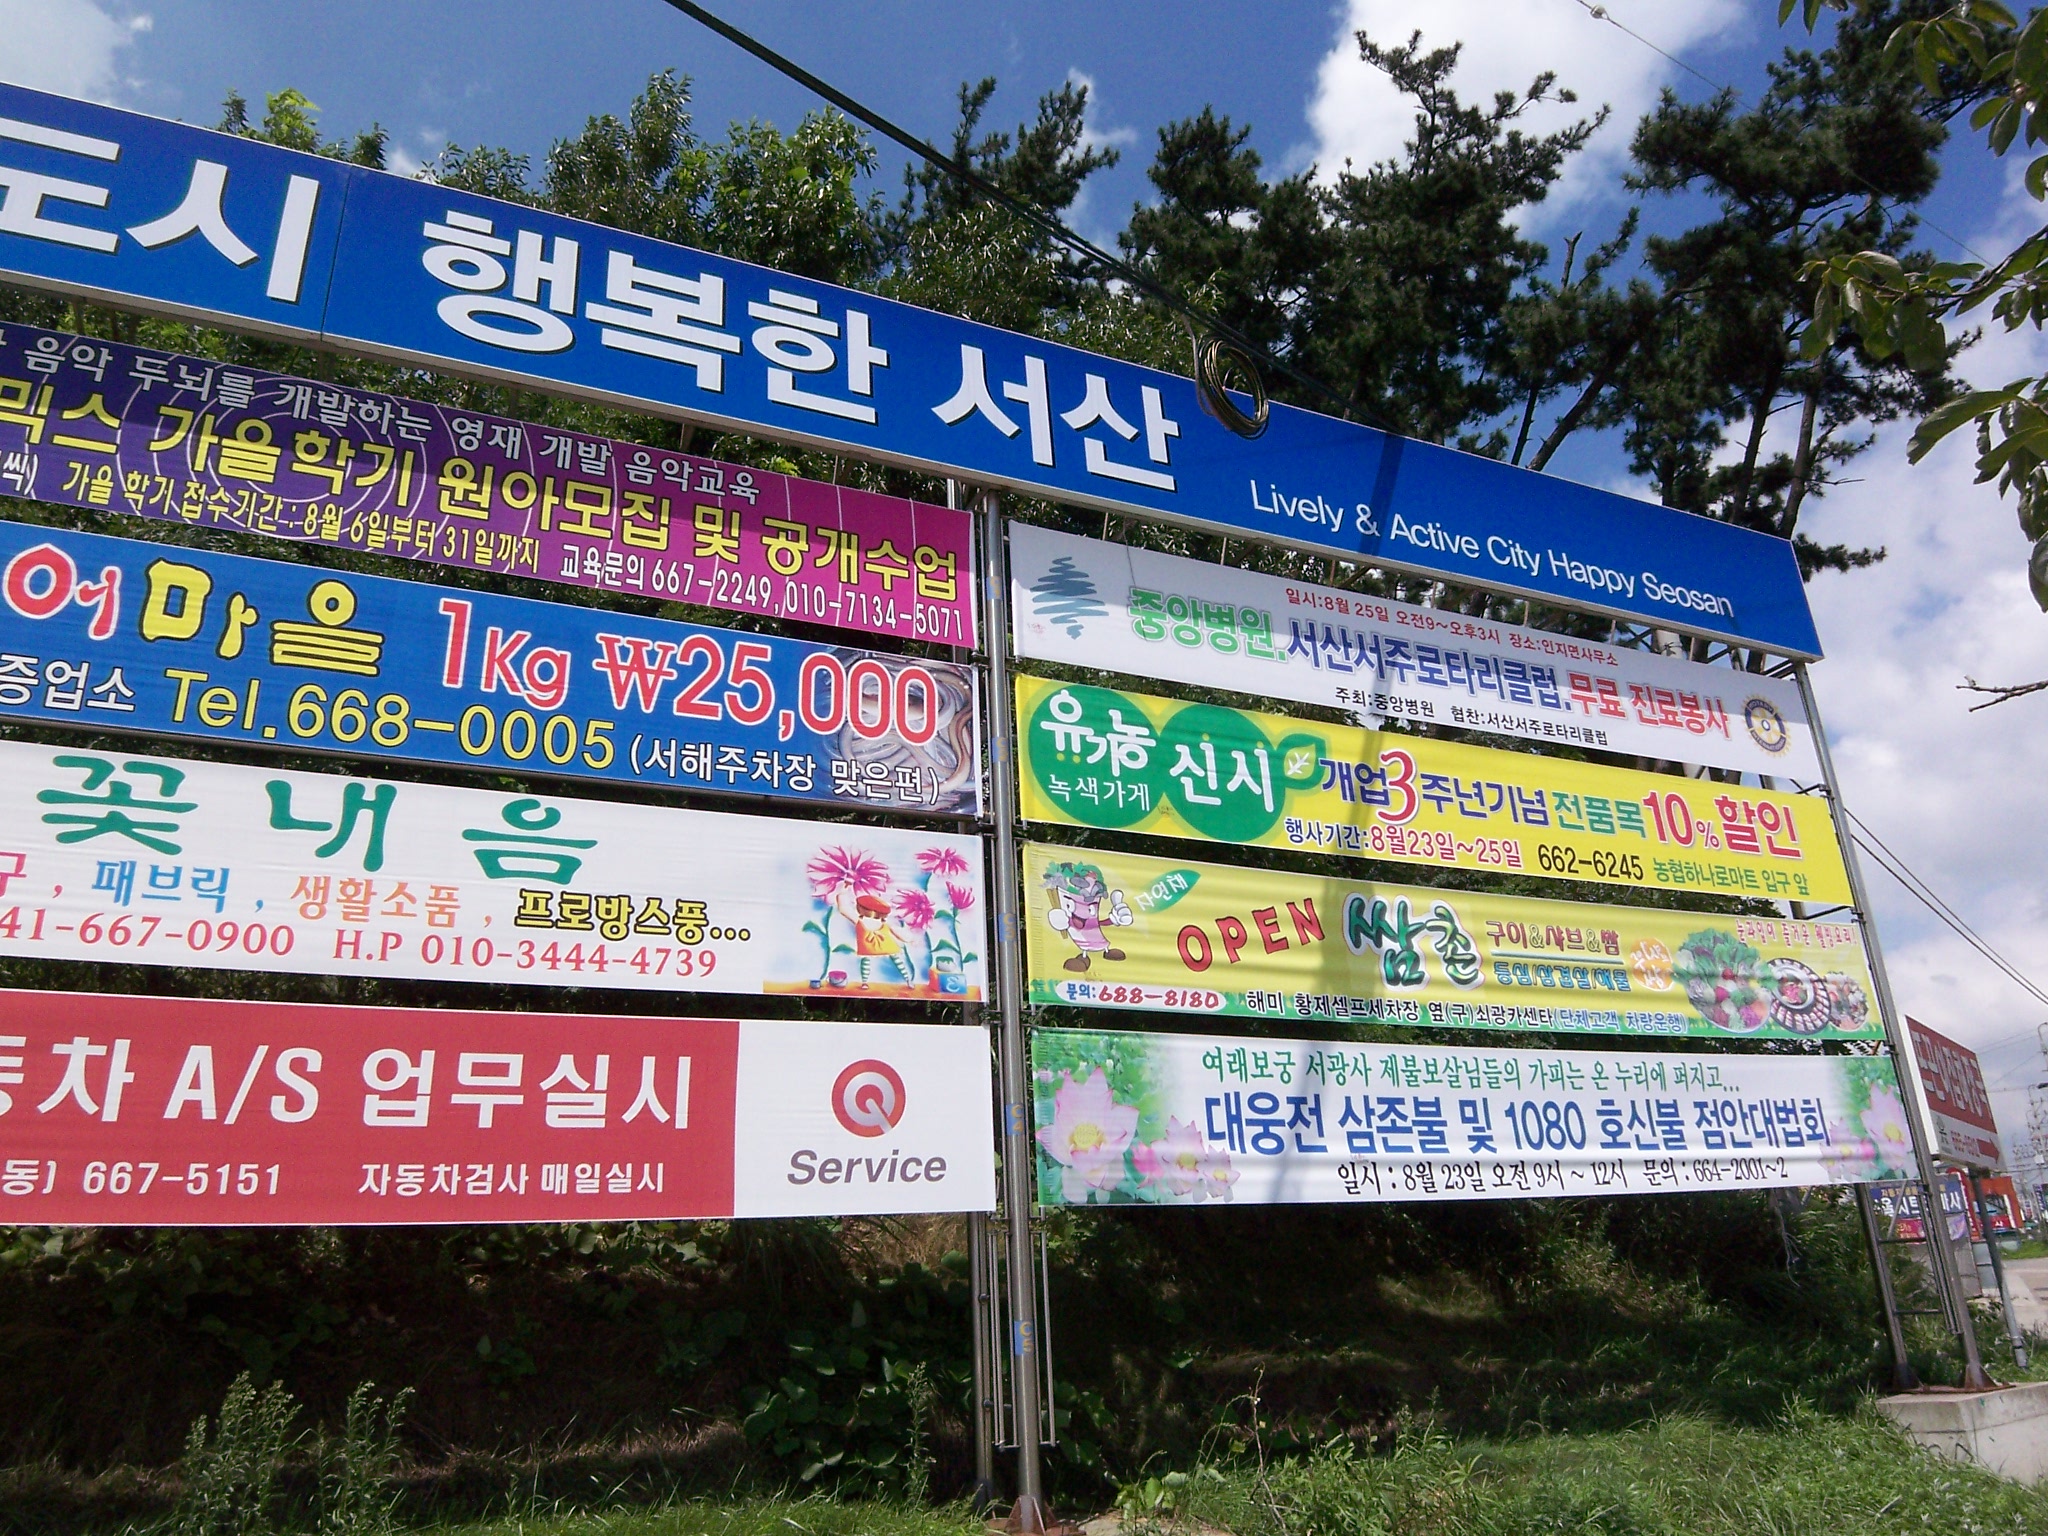 도시 행복한 서산
Lively & Active City Happy Seosan
음악 두뇌를 개발하는 영재 개발 음악교육
믹스 가을학기 원아모집 및 공개수업
가을 학기 접수기간 : 8월 6일부터 31일까지 교육문의 667-2249, 010-7134-5071
어마을 1Kg ₩25,000
증업소 Tel. 668-0005 (서해주차장 맞은편)
꽃내음
구, 패브릭, 생활소품, 프로방스풍...
41-667-0900 H.P 010-3444-4739
동차 A/S 업무실시
동) 667-5151 자동차검사 매일실시
Service
일시:8월 25일 오전9~오후3시 장소:인지면사무소
중앙병원. 서산서주로타리클럽. 무료 진료봉사
주최:중앙병원 협찬:서산서주로타리클럽
유기농 신시 개업3주년기념 전품목10% 할인
녹색가게
행사기간:8월23일~25일 662-6245 농협하나로마트 입구 앞
자연채 OPEN 쌈촌 구이&샤브&쌈
등심/삼겹살/해물
문의:688-8180 해미 황제셀프세차장 옆(구)쇠광카센타(단체고객 차량운행)
여래보궁 서광사 제불보살님들의 가피는 온 누리에 퍼지고...
대웅전 삼존불 및 1080 호신불 점안대법회
일시 : 8월 23일 오전 9시 ~ 12시 문의 : 664-2001~2